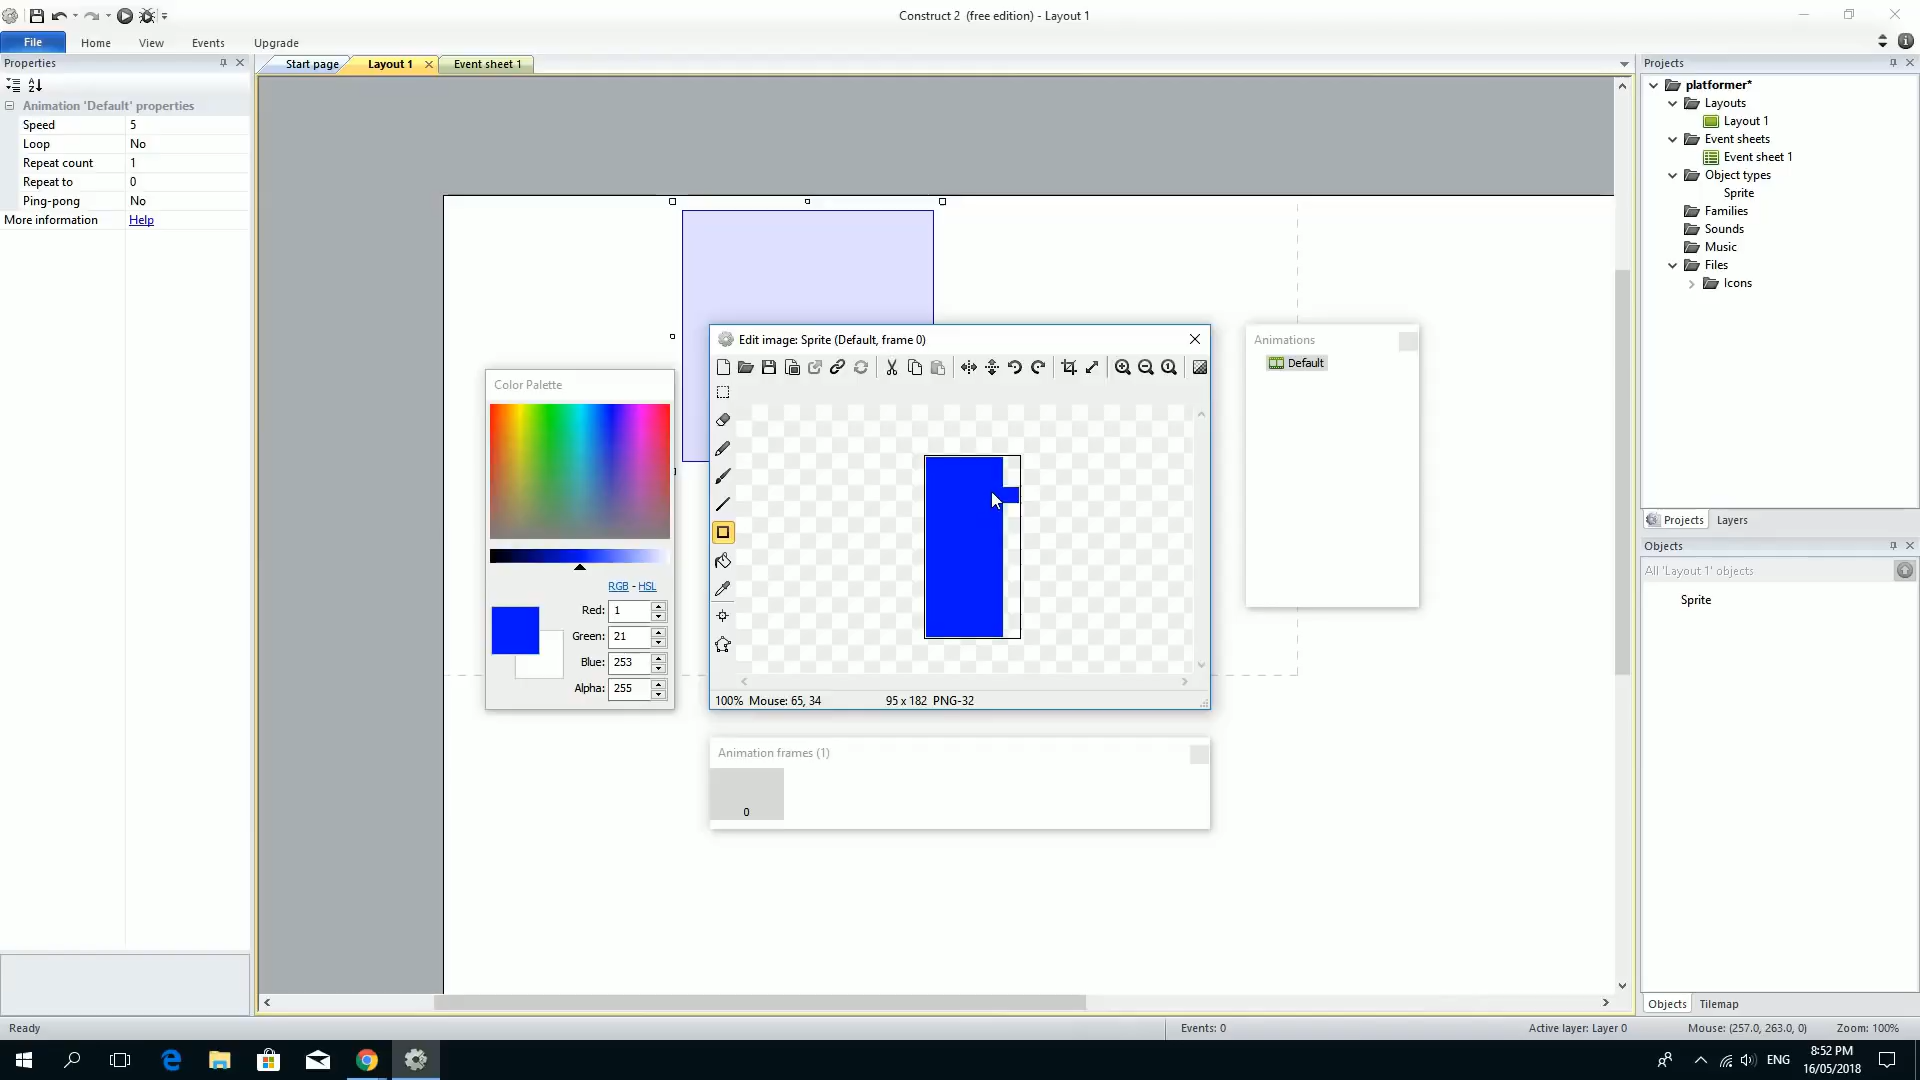 Construct 2 (free edition) - Layout 1
File Home View Events Upgrade
Properties
Animation 'Default' properties
Speed 5
Loop No
Repeat count 1
Repeat to 0
Ping-pong No
More information Help
Start page Layout 1 Event sheet 1
Color Palette
RGB - HSL
Red: 1
Green: 21
Blue: 253
Alpha: 255
Edit image: Sprite (Default, frame 0)
100% Mouse: 65, 34 95 x 182 PNG-32
Animation frames (1)
0
Animations
Default
Projects
platformer*
Layouts
Layout 1
Event sheets
Event sheet 1
Object types
Sprite
Families
Sounds
Music
Files
Icons
Projects Layers
Objects
All 'Layout 1' objects
Sprite
Objects Tilemap
Ready Events: 0 Active layer: Layer 0 Mouse: (257.0, 263.0, 0) Zoom: 100%
ENG
8:52 PM
16/05/2018